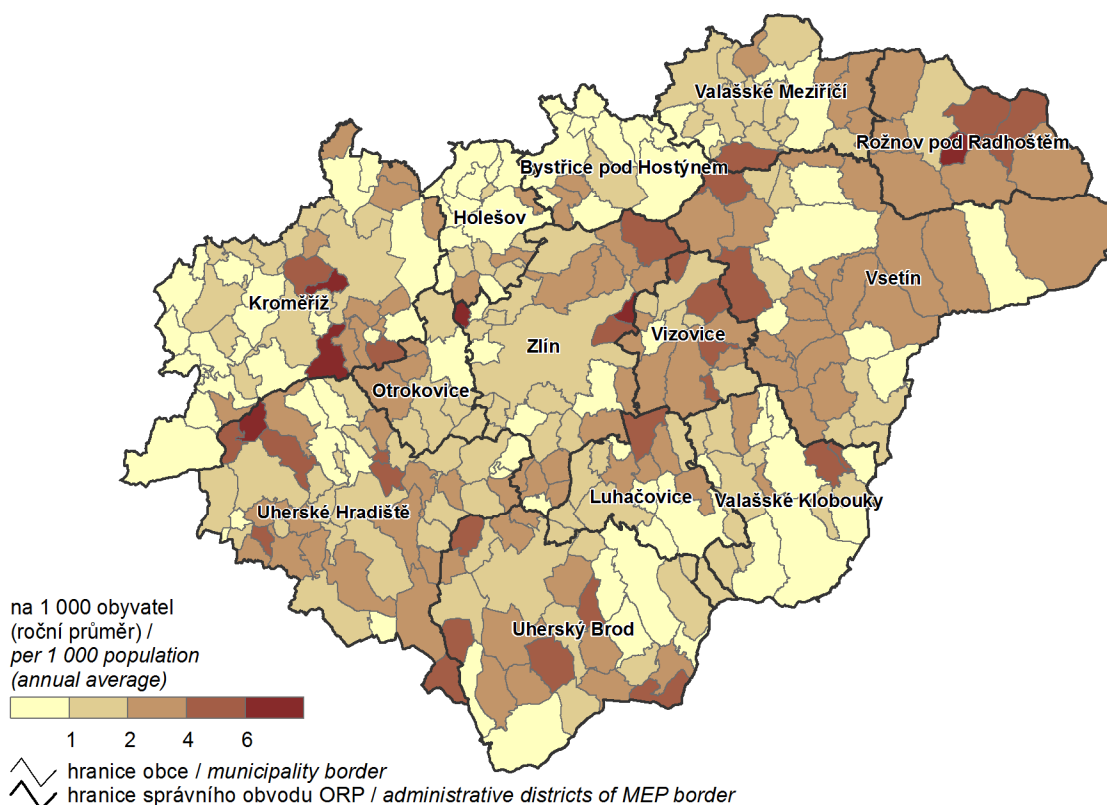 Valašské Meziříčí
Rožnov pod Radhoštěm
Bystřice pod Hostýnem
Holešov
Vsetín
Kroměříž
Zlín
Vizovice
Otrokovice
Luhačovice
Valašské Klobouky
Uherské Hradiště
Uherský Brod
na 1 000 obyvatel
(roční průměr) /
per 1 000 population
(annual average)
1 2 4 6
hranice obce / municipality border
hranice správního obvodu ORP / administrative districts of MEP border